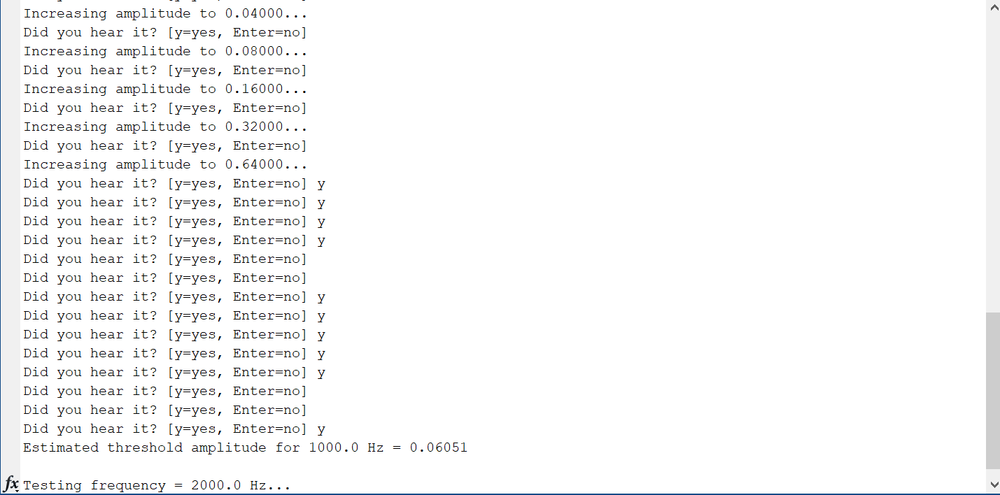 Increasing amplitude to 0.04000...
Did you hear it? [y=yes, Enter=no]
Increasing amplitude to 0.08000...
Did you hear it? [y=yes, Enter=no]
Increasing amplitude to 0.16000...
Did you hear it? [y=yes, Enter=no]
Increasing amplitude to 0.32000...
Did you hear it? [y=yes, Enter=no]
Increasing amplitude to 0.64000...
Did you hear it? [y=yes, Enter=no] y
Did you hear it? [y=yes, Enter=no] y
Did you hear it? [y=yes, Enter=no] y
Did you hear it? [y=yes, Enter=no] y
Did you hear it? [y=yes, Enter=no]
Did you hear it? [y=yes, Enter=no]
Did you hear it? [y=yes, Enter=no] y
Did you hear it? [y=yes, Enter=no] y
Did you hear it? [y=yes, Enter=no] y
Did you hear it? [y=yes, Enter=no] y
Did you hear it? [y=yes, Enter=no] y
Did you hear it? [y=yes, Enter=no]
Did you hear it? [y=yes, Enter=no]
Did you hear it? [y=yes, Enter=no] y
Estimated threshold amplitude for 1000.0 Hz = 0.06051
fx Testing frequency = 2000.0 Hz...